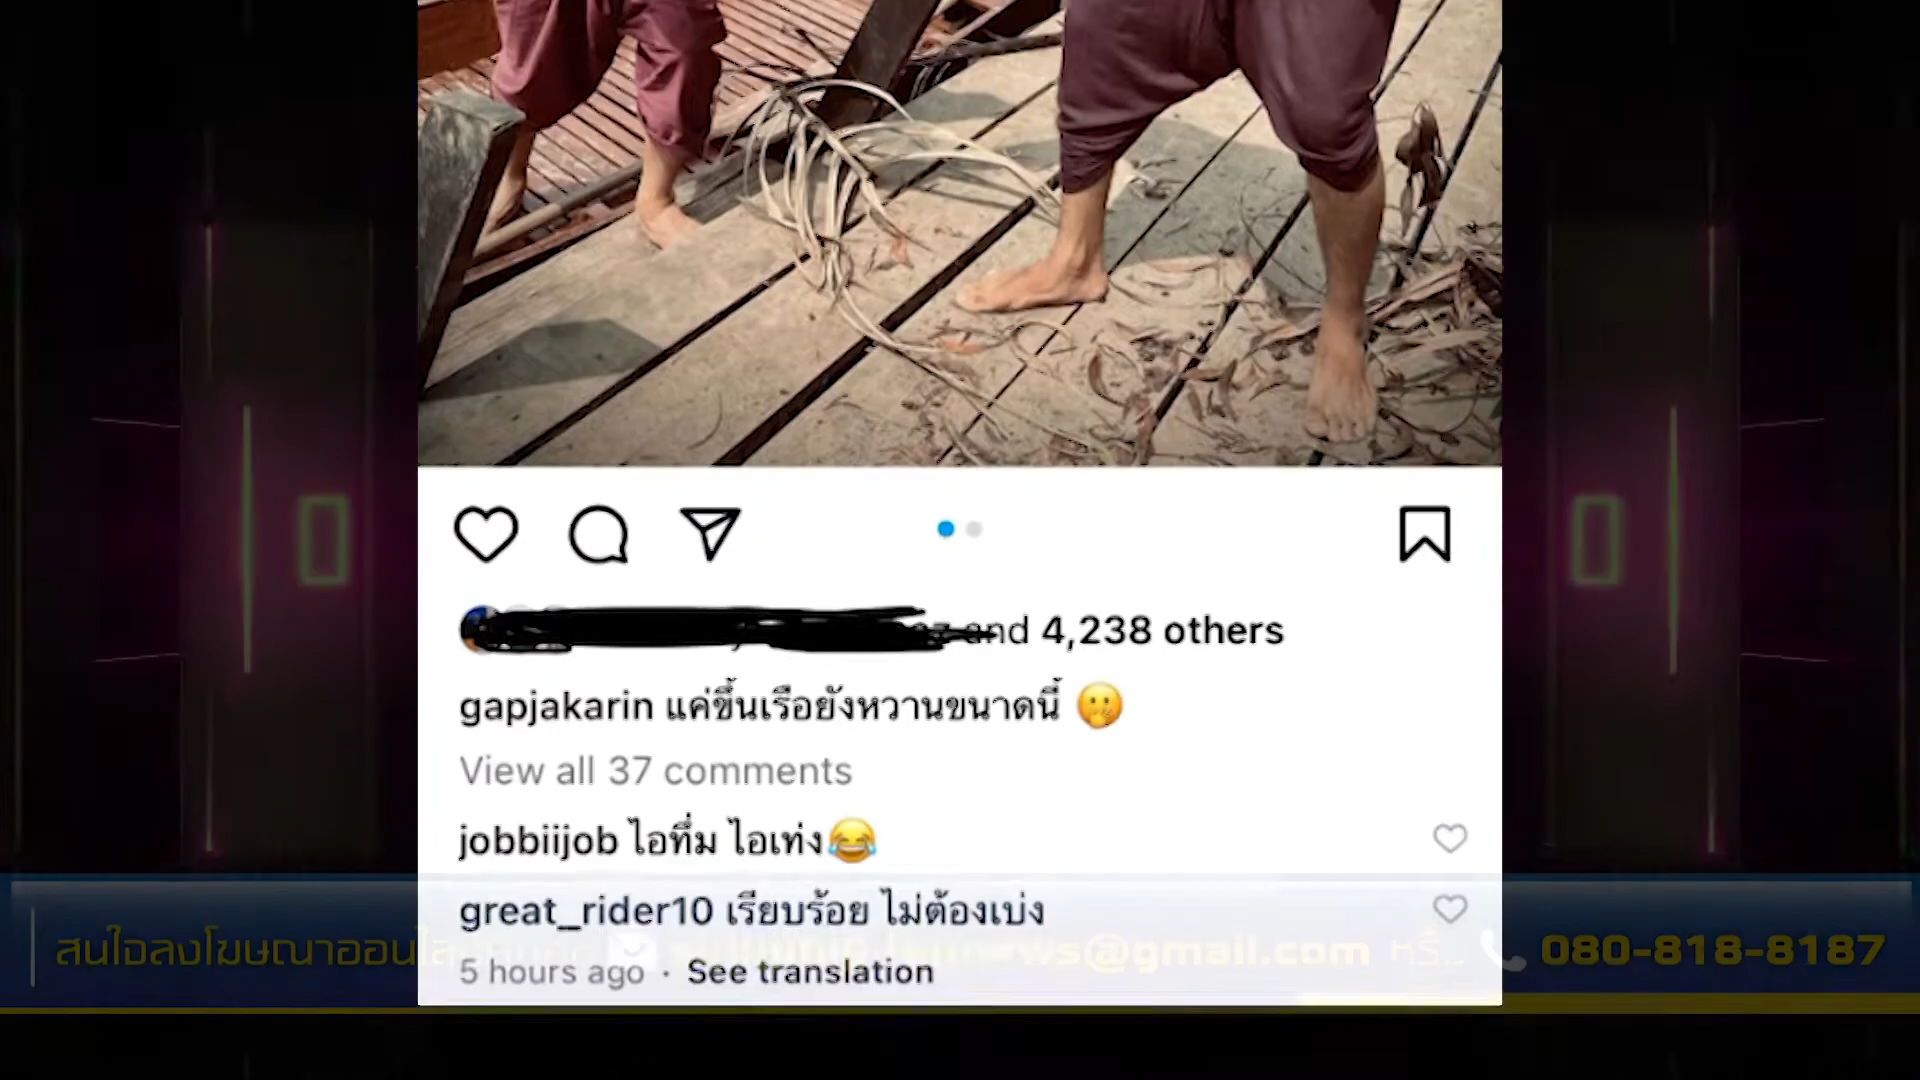 and 4,238 others
gapjakarin แค่ขึ้นเรือยังหวานขนาดนี้ 🤭
View all 37 comments
jobbiijob ไอที่ม ไอเท่ง😂
great_rider10 เรียบร้อย ไม่ต้องเบ่ง
สนใจลงโฆษณาออนไล
@gmail.com หรือ 080-818-8187
5 hours ago · See translation